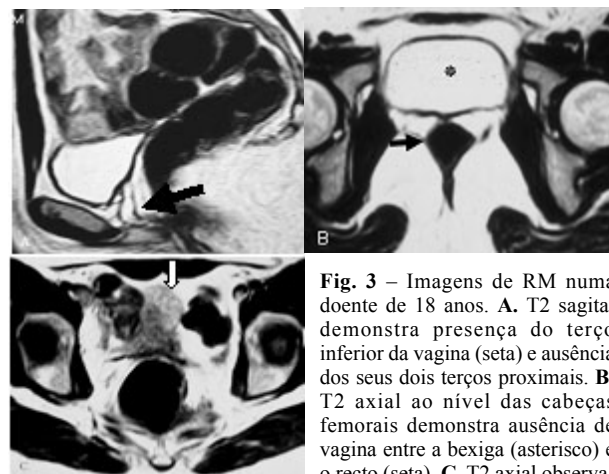 B
C
Fig. 3 – Imagens de RM numa
doente de 18 anos. A. T2 sagital
demonstra presença do terço
inferior da vagina (seta) e ausência
dos seus dois terços proximais. B.
T2 axial ao nível das cabeças
femorais demonstra ausência de
vagina entre a bexiga (asterisco) e
o recto (seta). C. T2 axial observa-